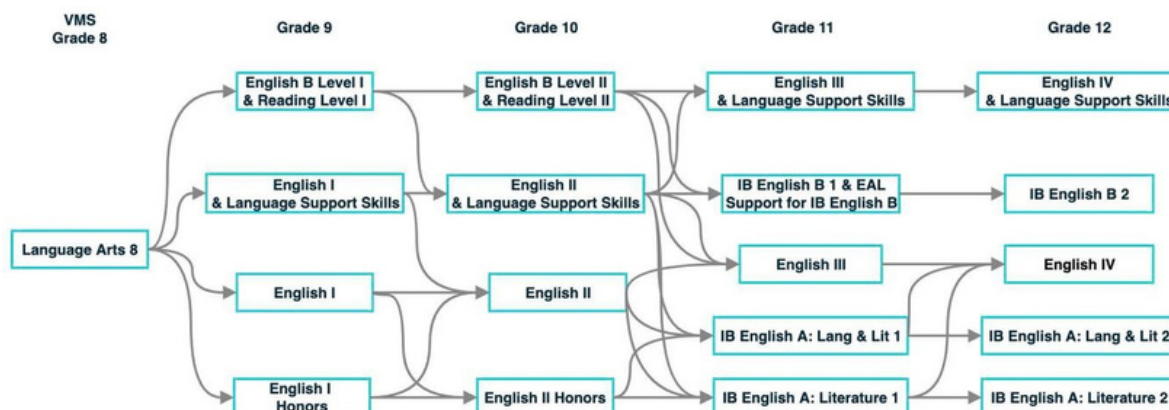 VMS
Grade 8
Grade 9
Grade 10
Grade 11
Grade 12
English B Level I
& Reading Level I
English B Level II
& Reading Level II
English III
& Language Support Skills
English IV
& Language Support Skills
English I
& Language Support Skills
English II
& Language Support Skills
IB English B 1 & EAL
Support for IB English B
IB English B 2
Language Arts 8
English I
English II
English III
English IV
IB English A: Lang & Lit 1
IB English A: Lang & Lit 2
English I
Honors
English II Honors
IB English A: Literature 1
IB English A: Literature 2